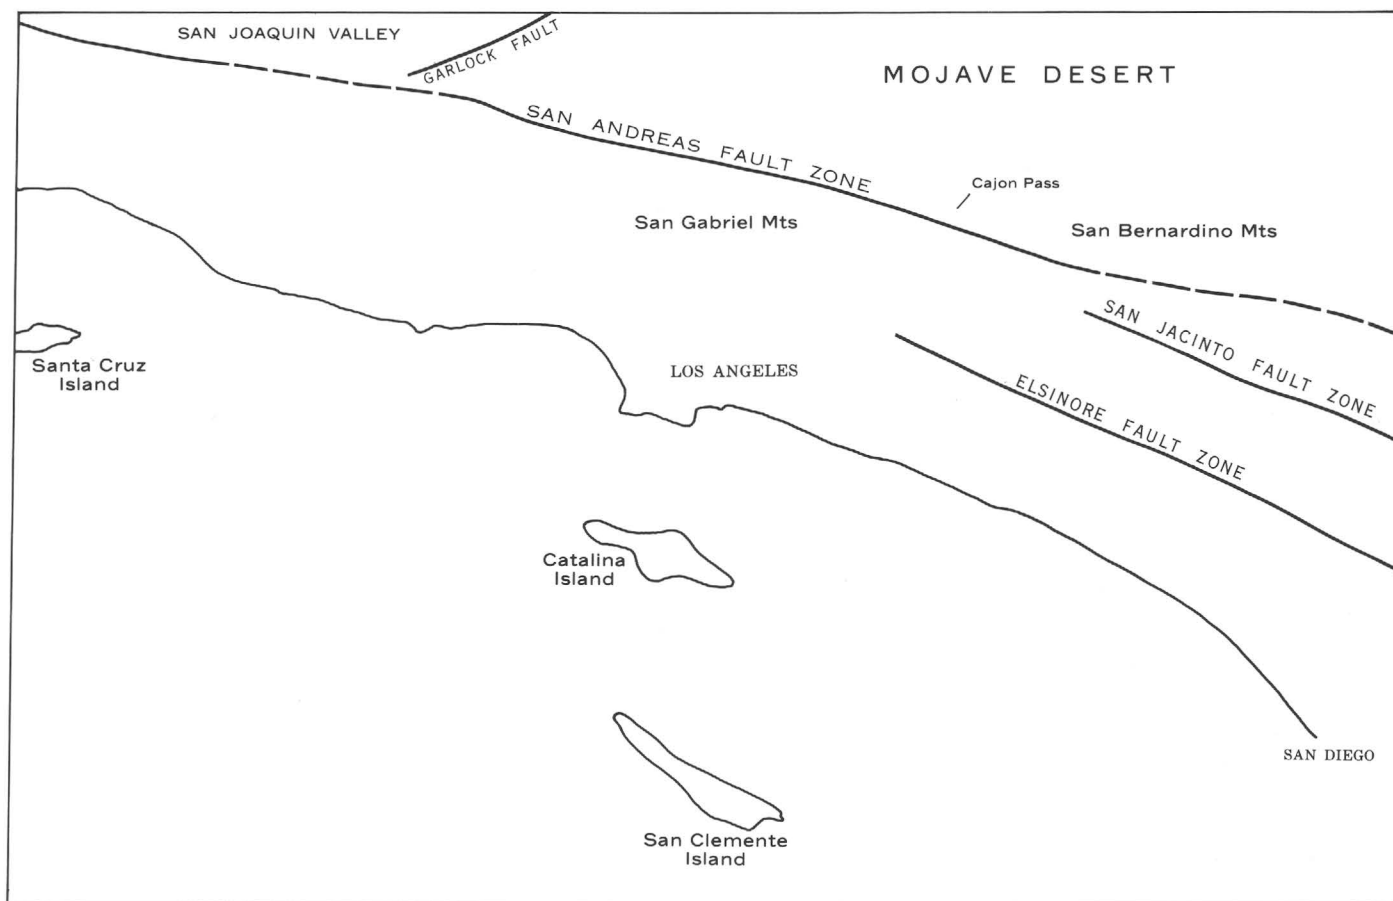 SAN JOAQUIN VALLEY
GARLOCK FAULT
MOJAVE DESERT
SAN ANDREAS FAULT ZONE
Cajon Pass
San Gabriel Mts
San Bernardino Mts
SAN JACINTO FAULT ZONE
Santa Cruz
Island
LOS ANGELES
ELSINORE FAULT ZONE
Catalina
Island
SAN DIEGO
San Clemente
Island